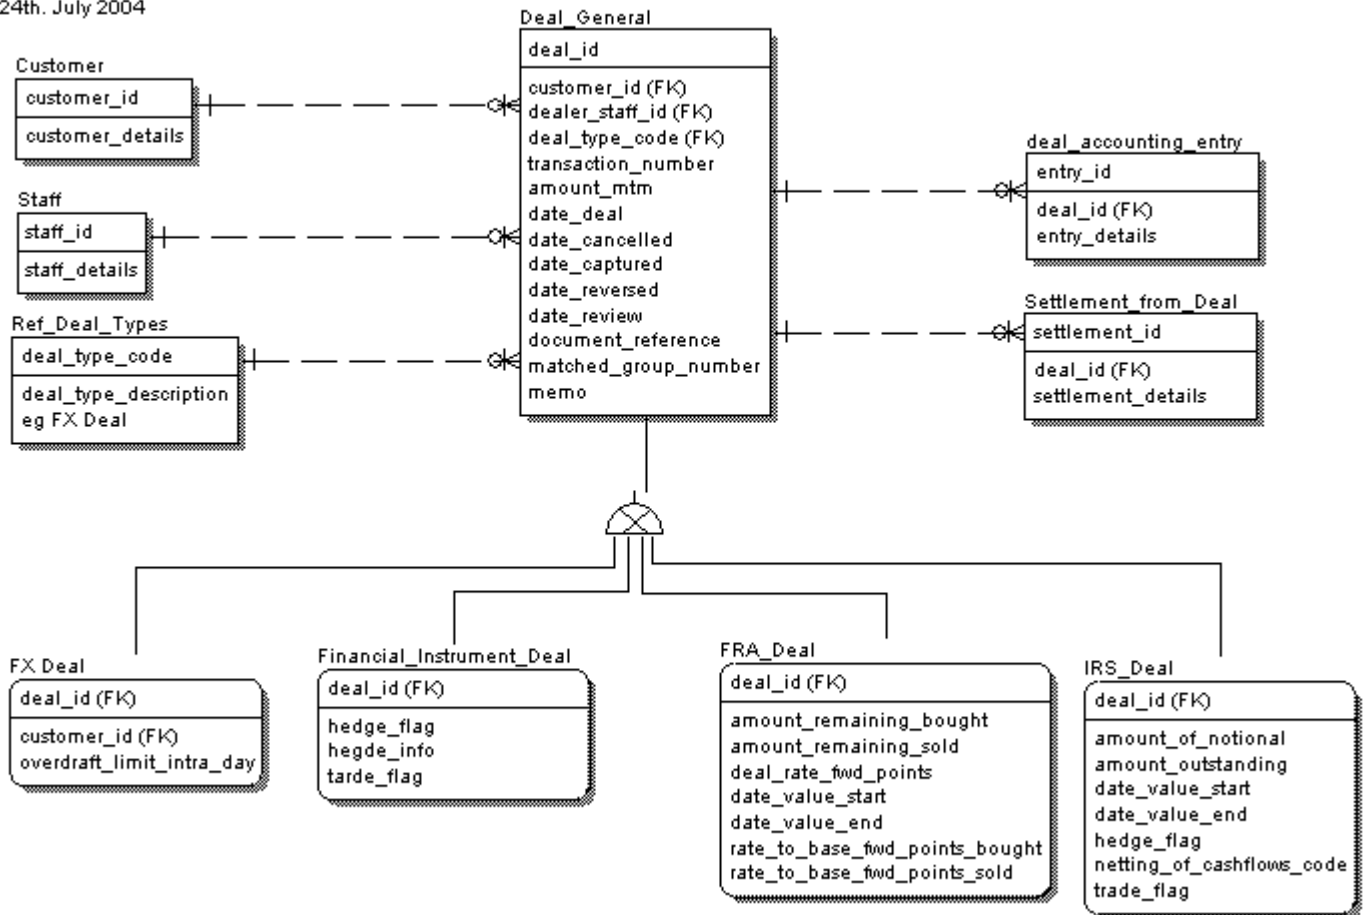 24th. July 2004
Deal_General
deal_id
customer_id (FK)
dealer_staff_id (FK)
deal_type_code (FK)
transaction_number
amount_mtm
date_deal
date_cancelled
date_captured
date_reversed
date_review
document_reference
matched_group_number
memo
Customer
customer_id
customer_details
Staff
staff_id
staff_details
Ref_Deal_Types
deal_type_code
deal_type_description
eg FX Deal
deal_accounting_entry
entry_id
deal_id (FK)
entry_details
Settlement_from_Deal
settlement_id
deal_id (FK)
settlement_details
FX Deal
deal_id (FK)
customer_id (FK)
overdraft_limit_intra_day
Financial_Instrument_Deal
deal_id (FK)
hedge_flag
hegde_info
tarde_flag
FRA_Deal
deal_id (FK)
amount_remaining_bought
amount_remaining_sold
deal_rate_fwd_points
date_value_start
date_value_end
rate_to_base_fwd_points_bought
rate_to_base_fwd_points_sold
IRS_Deal
deal_id (FK)
amount_of_notional
amount_outstanding
date_value_start
date_value_end
hedge_flag
netting_of_cashflows_code
trade_flag